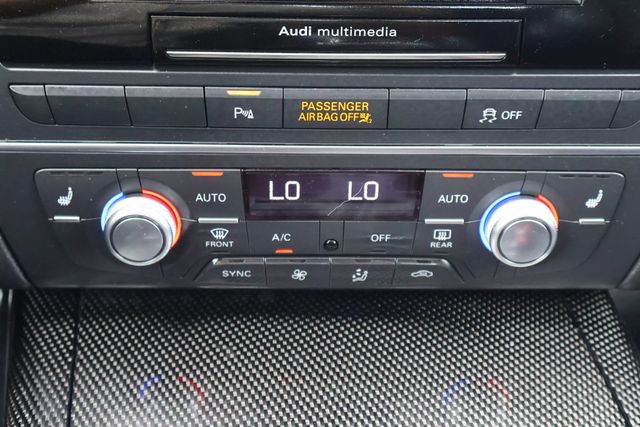 Audi multimedia
P
PASSENGER
AIRBAG OFF
OFF
AUTO
LO LO
AUTO
FRONT
A/C
OFF
REAR
SYNC